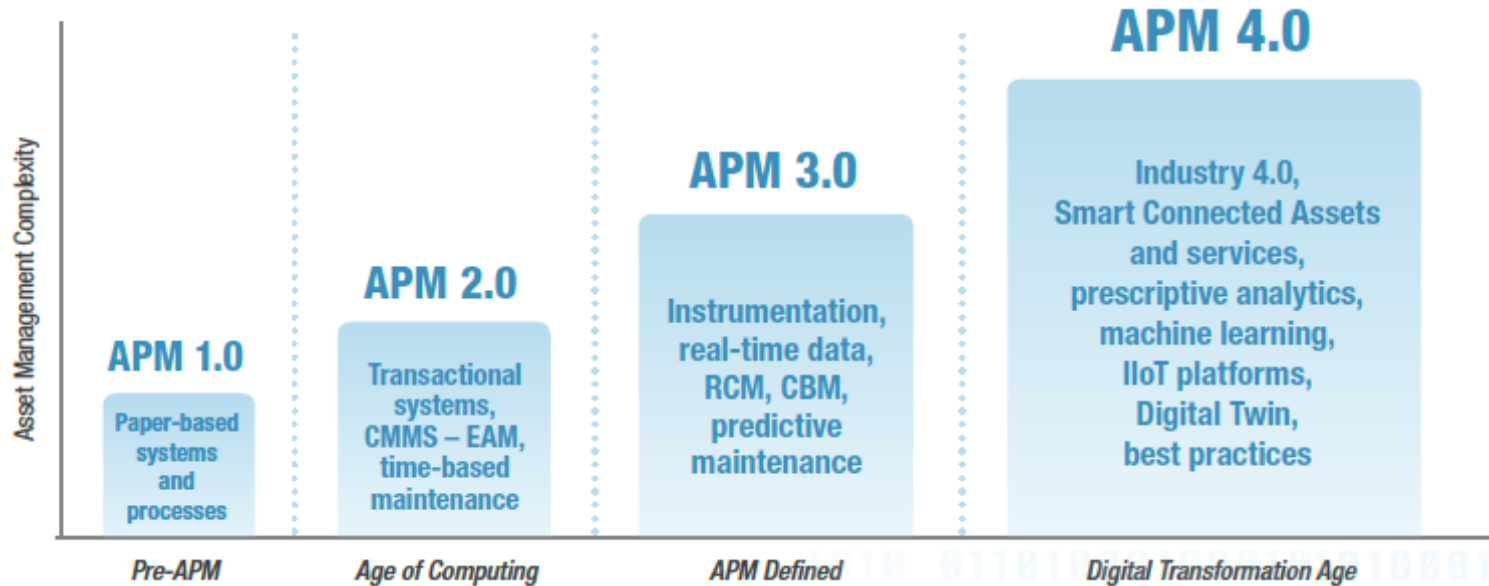 Asset Management Complexity
APM 1.0
Paper-based
systems
and
processes
Pre-APM
APM 2.0
Transactional
systems,
CMMS – EAM,
time-based
maintenance
Age of Computing
APM 3.0
Instrumentation,
real-time data,
RCM, CBM,
predictive
maintenance
APM Defined
APM 4.0
Industry 4.0,
Smart Connected Assets
and services,
prescriptive analytics,
machine learning,
IIoT platforms,
Digital Twin,
best practices
Digital Transformation Age